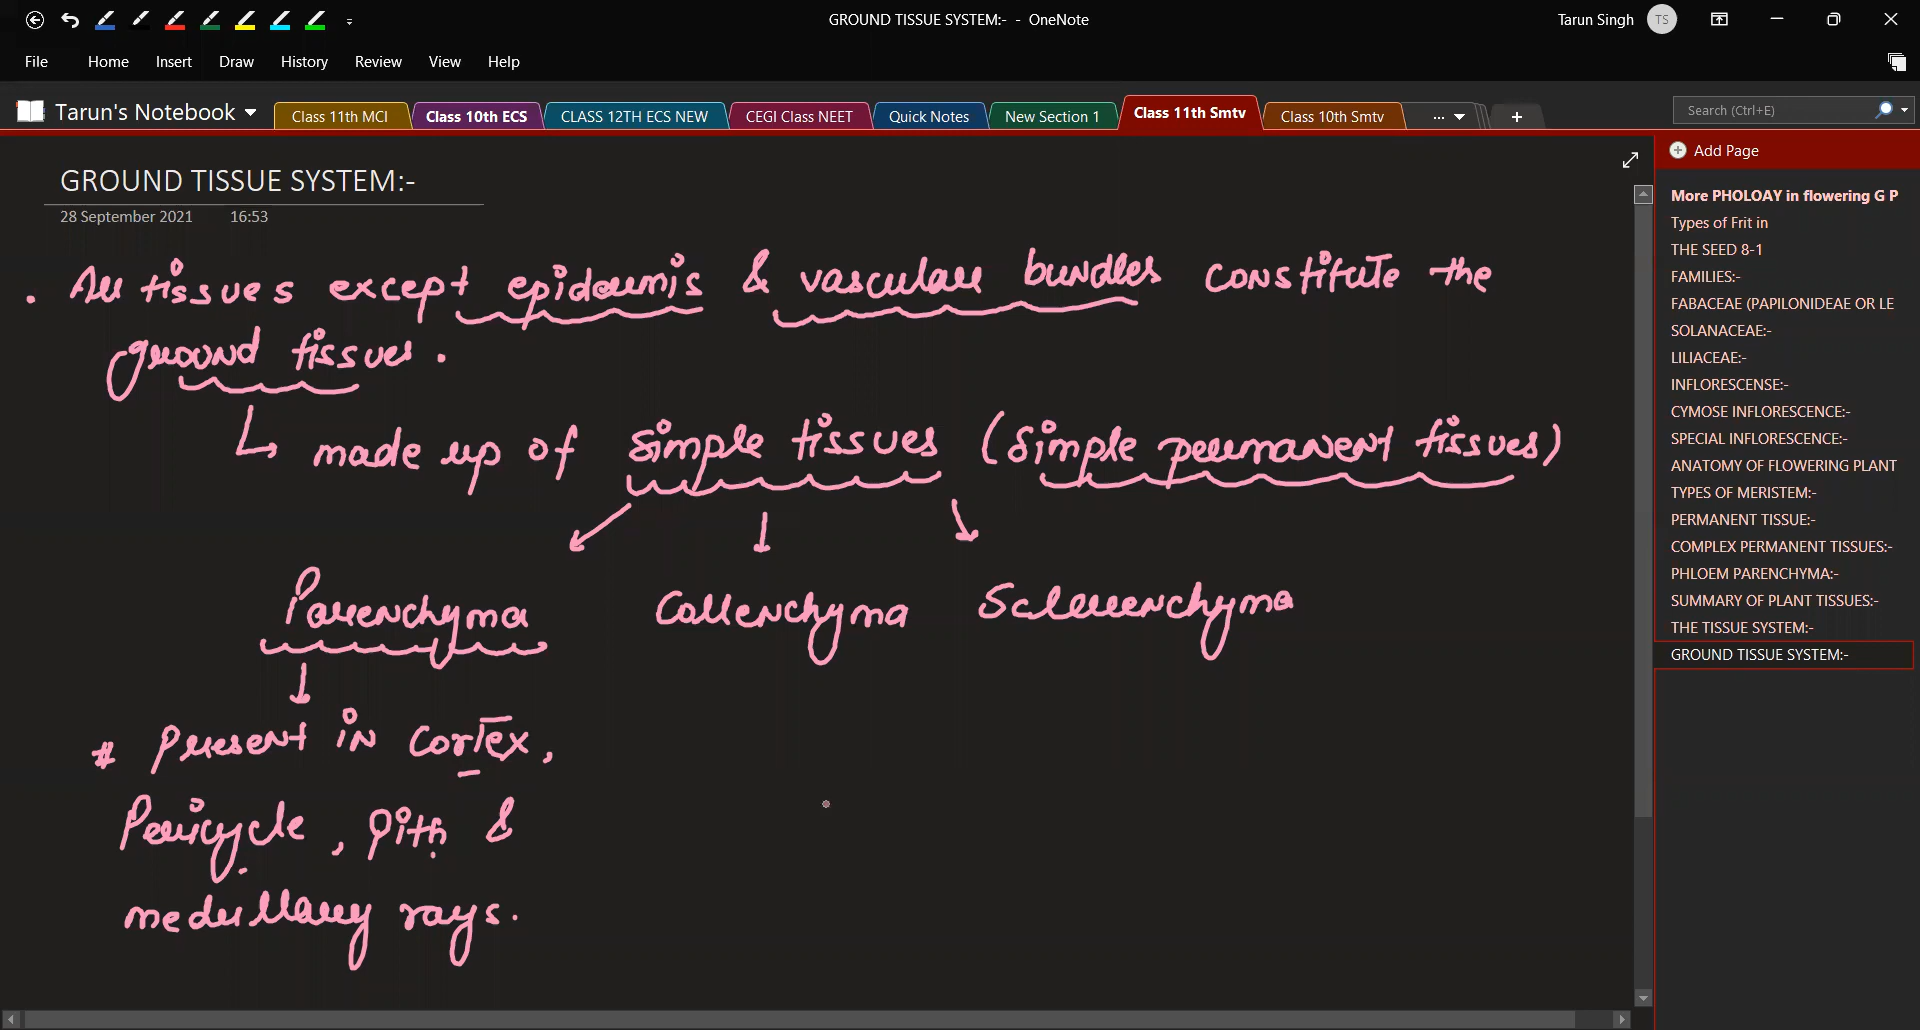 GROUND TISSUE SYSTEM:- - OneNote
Tarun Singh TS
File Home Insert Draw History Review View Help
Tarun's Notebook
Class 11th MCI
Class 10th ECS
CLASS 12TH ECS NEW
CEGI Class NEET
Quick Notes
New Section 1
Class 11th Smtv
Class 10th Smtv
...
+
Search (Ctrl+E)
GROUND TISSUE SYSTEM:-
28 September 2021 16:53
. All tissues except epidermis & vascular bundles constitute the
ground tissues.
made up of simple tissues (simple permanent tissues)
Parenchyma Collenchyma Sclerenchyma
* Present in cortex,
Pericycle, pith &
medullary rays.
Add Page
More PHOLOAY in flowering G P
Types of Frit in
THE SEED 8-1
FAMILIES:-
FABACEAE (PAPILONIDEAE OR LE
SOLANACEAE:-
LILIACEAE:-
INFLORESCENSE:-
CYMOSE INFLORESCENCE:-
SPECIAL INFLORESCENCE:-
ANATOMY OF FLOWERING PLANT
TYPES OF MERISTEM:-
PERMANENT TISSUE:-
COMPLEX PERMANENT TISSUES:-
PHLOEM PARENCHYMA:-
SUMMARY OF PLANT TISSUES:-
THE TISSUE SYSTEM:-
GROUND TISSUE SYSTEM:-